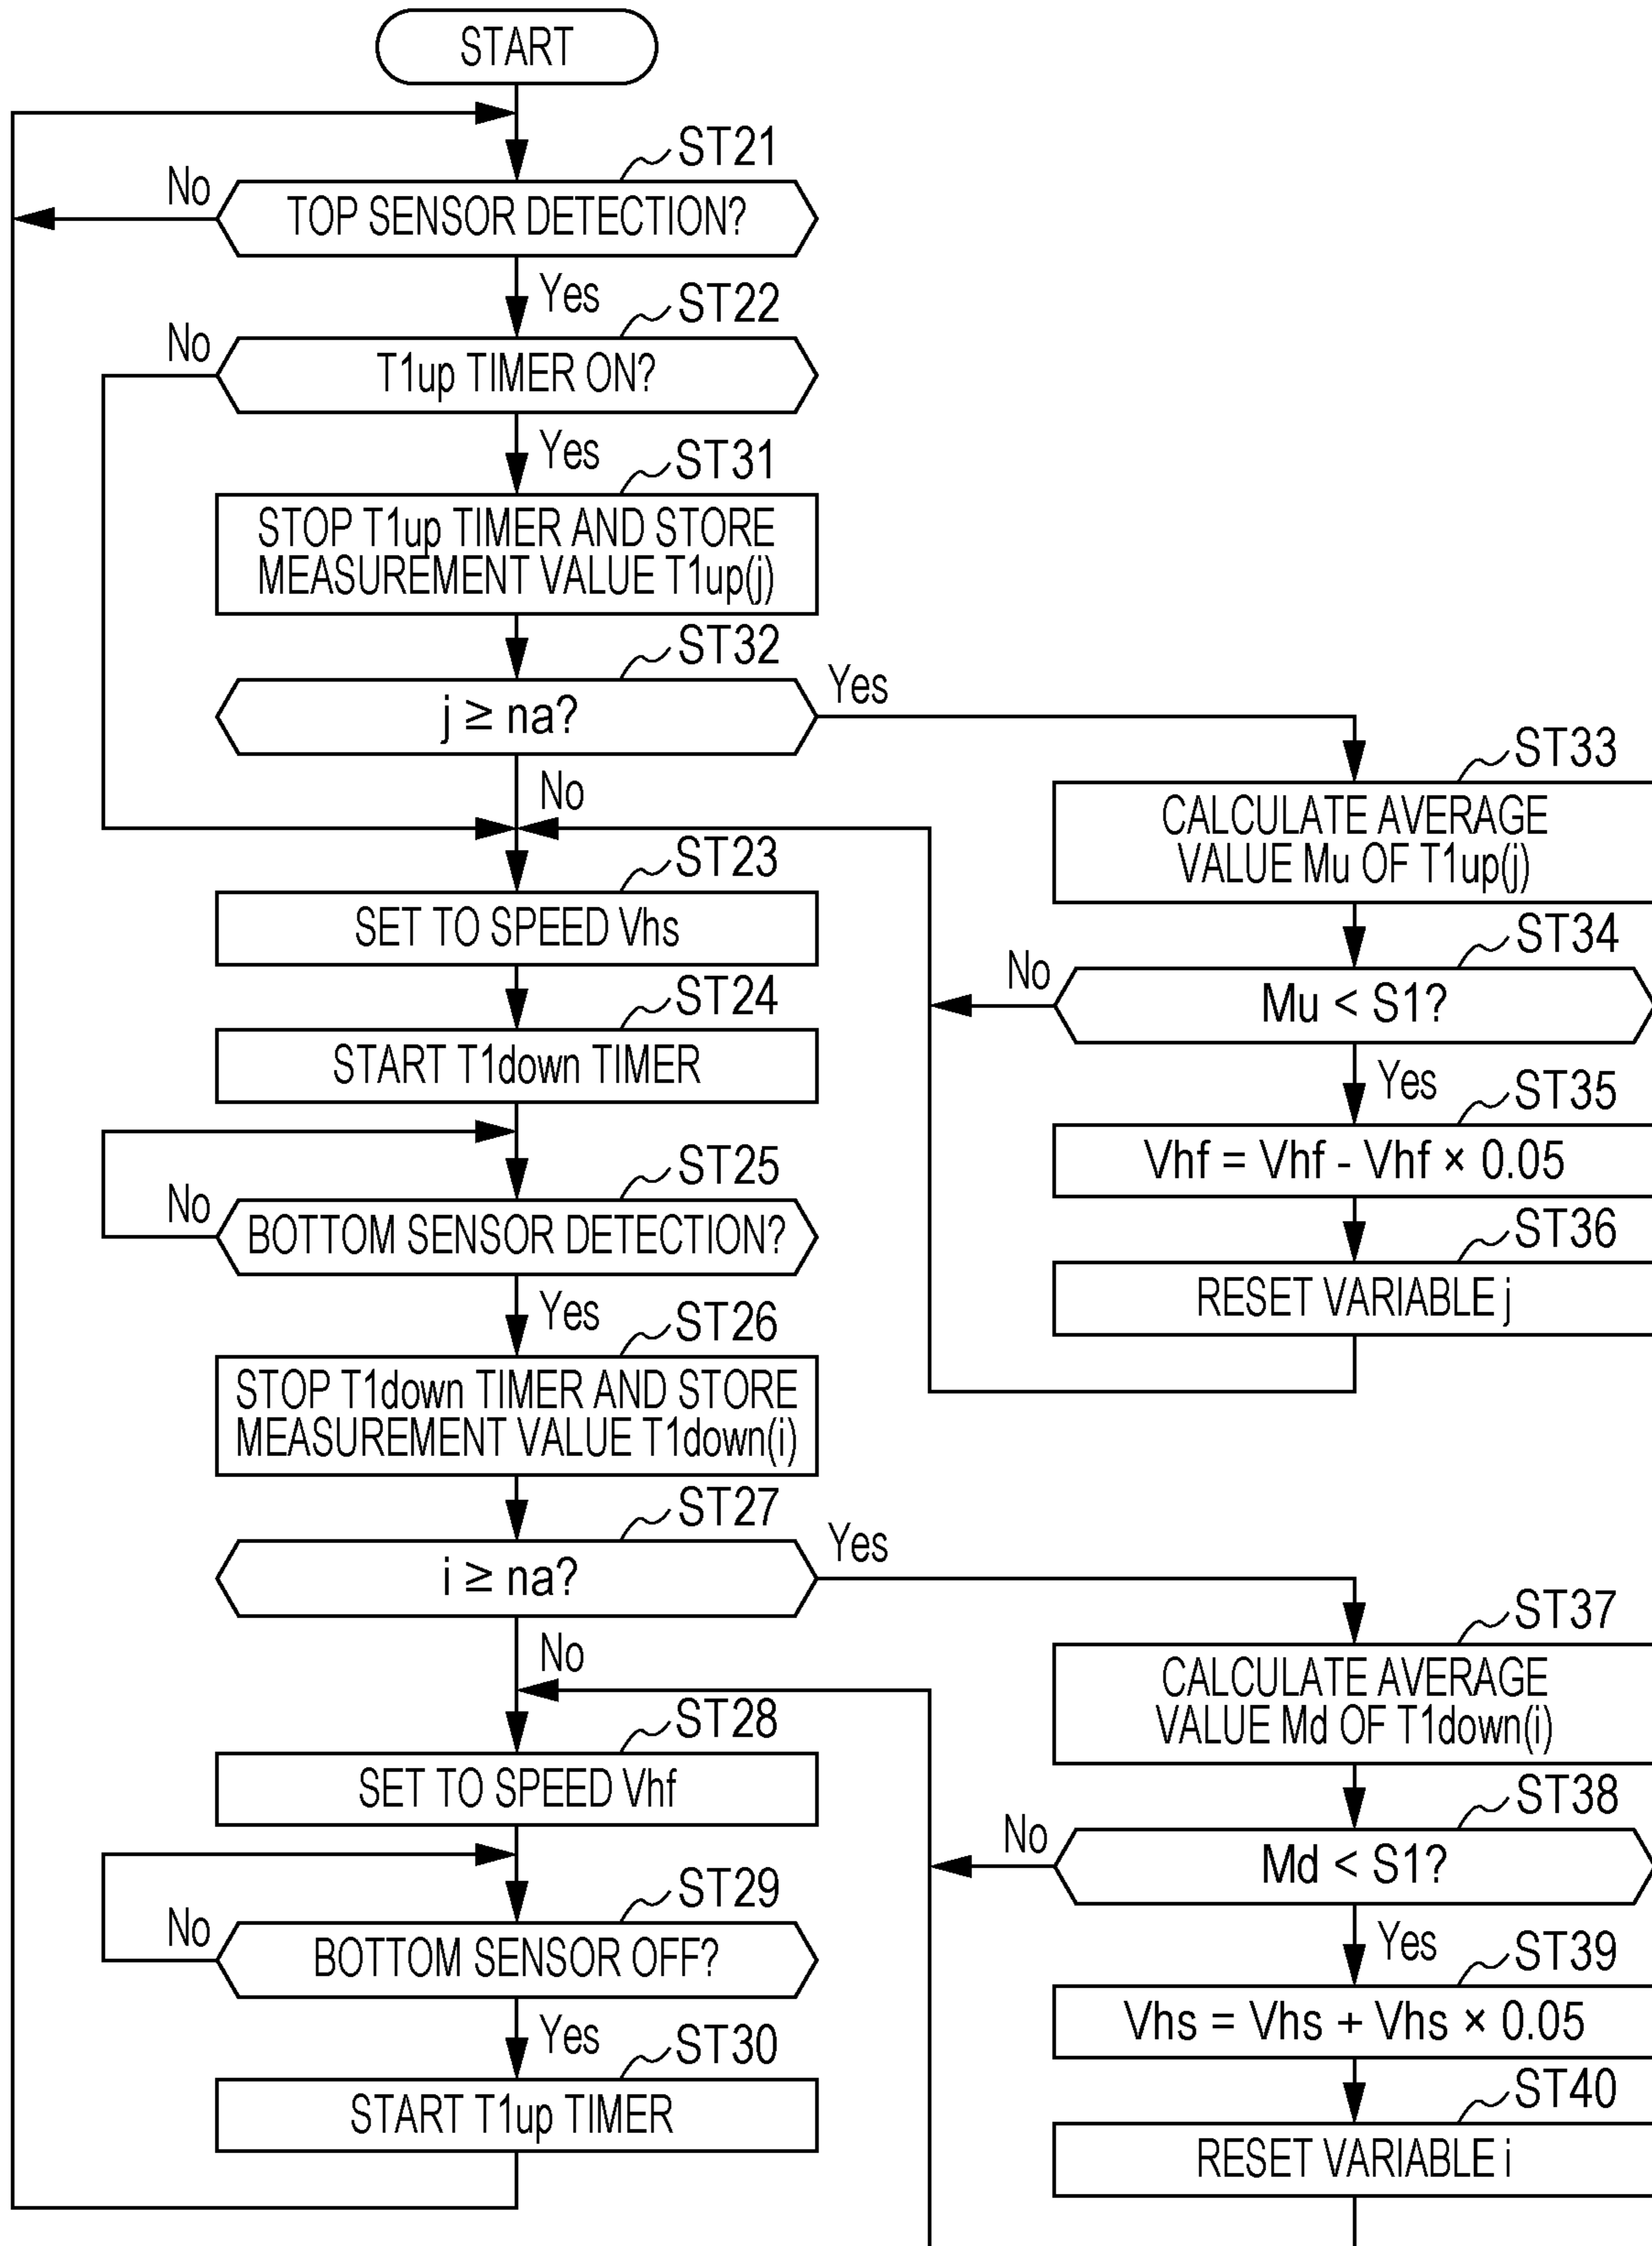 START
ST21
TOP SENSOR DETECTION?
No
Yes
ST22
T1up TIMER ON?
No
Yes
ST31
STOP T1up TIMER AND STORE
MEASUREMENT VALUE T1up(j)
ST32
j ≥ na?
Yes
No
ST33
CALCULATE AVERAGE
VALUE Mu OF T1up(j)
ST34
Mu < S1?
No
Yes
ST35
Vhf = Vhf - Vhf × 0.05
ST36
RESET VARIABLE j
ST23
SET TO SPEED Vhs
ST24
START T1down TIMER
ST25
BOTTOM SENSOR DETECTION?
No
Yes
ST26
STOP T1down TIMER AND STORE
MEASUREMENT VALUE T1down(i)
ST27
i ≥ na?
Yes
No
ST37
CALCULATE AVERAGE
VALUE Md OF T1down(i)
ST38
Md < S1?
No
Yes
ST39
Vhs = Vhs + Vhs × 0.05
ST40
RESET VARIABLE i
ST28
SET TO SPEED Vhf
ST29
BOTTOM SENSOR OFF?
No
Yes
ST30
START T1up TIMER